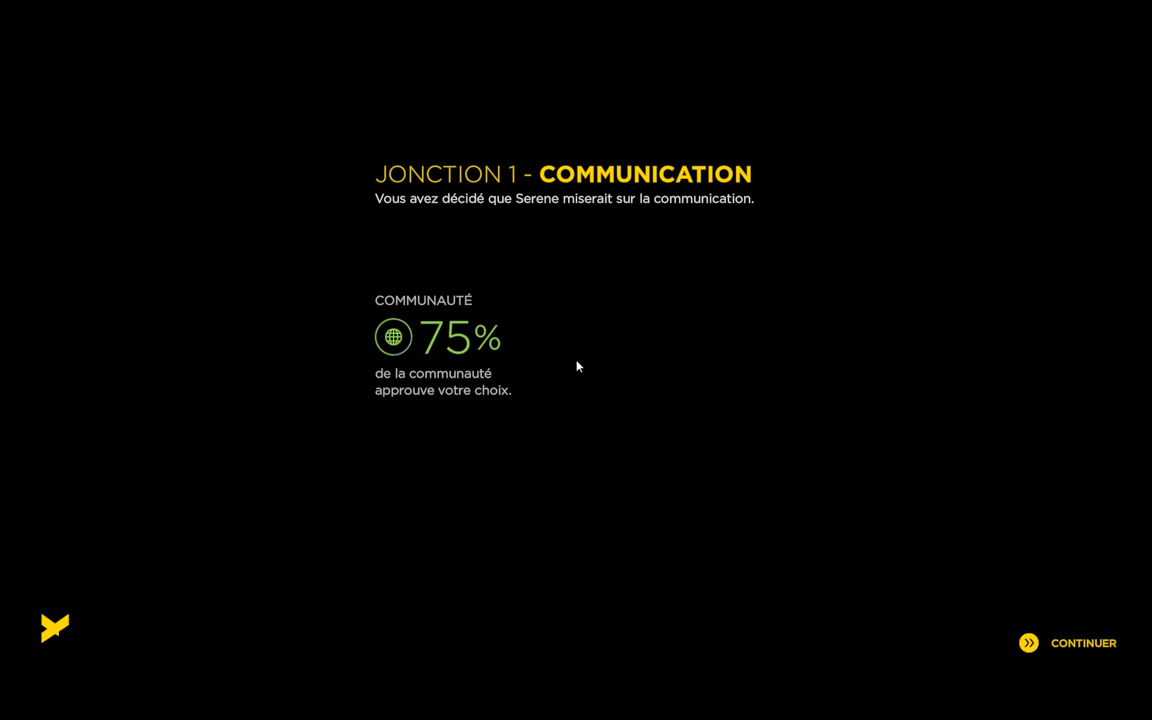 JONCTION 1 - COMMUNICATION
Vous avez décidé que Serene miserait sur la communication.
COMMUNAUTÉ
75%
de la communauté
approuve votre choix.
CONTINUER